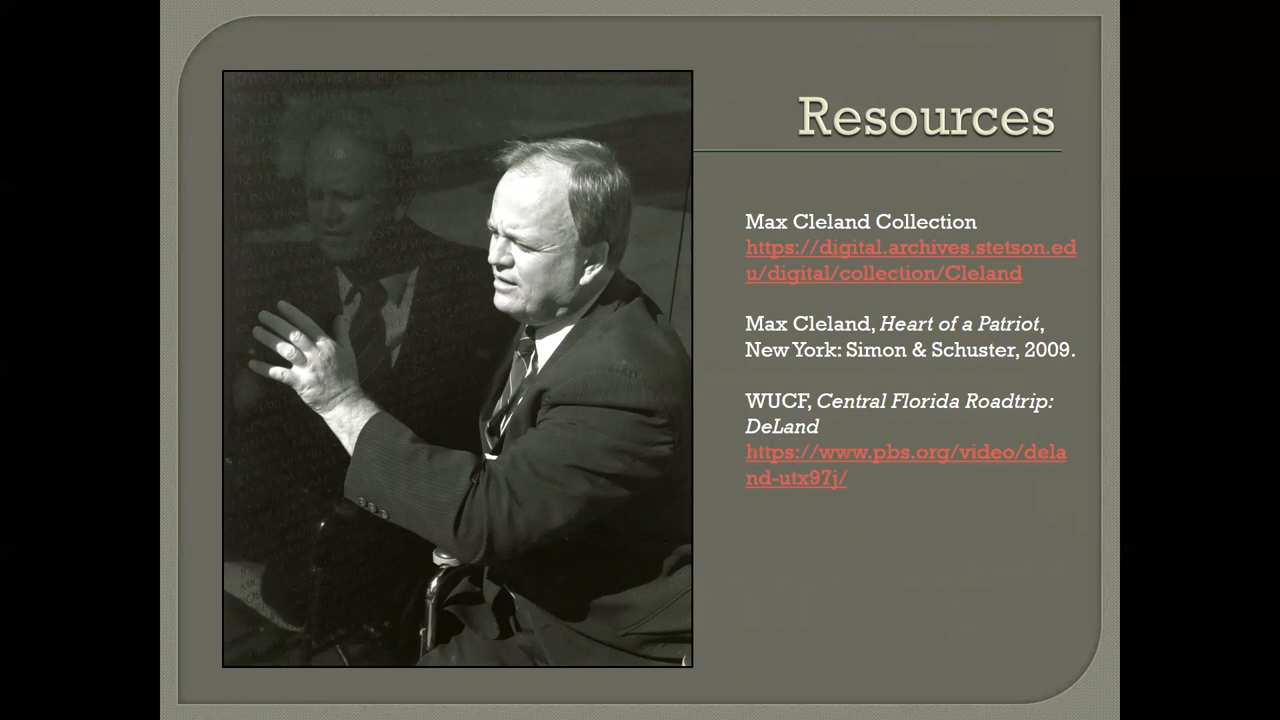 Resources
Max Cleland Collection
https://digital.archives.stetson.ed
u/digital/collection/Cleland
Max Cleland, Heart of a Patriot,
New York: Simon & Schuster, 2009.
WUCF, Central Florida Roadtrip:
DeLand
https://www.pbs.org/video/dela
nd-utx97j/